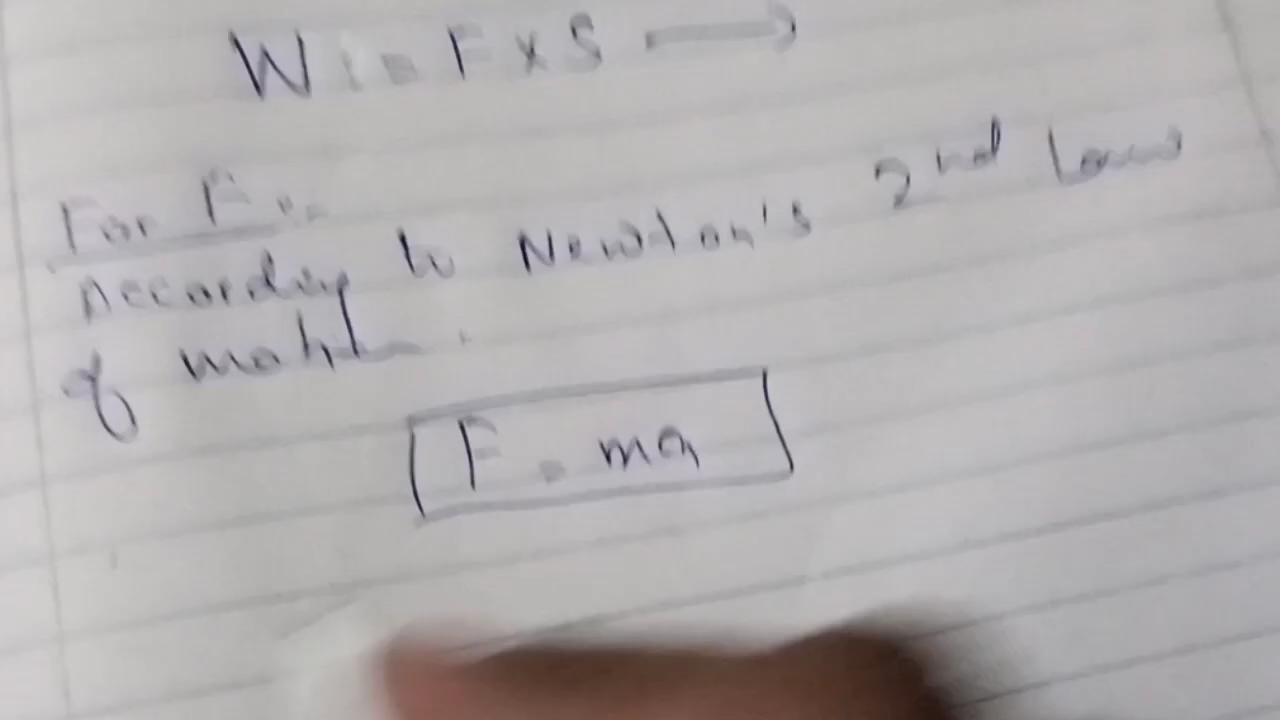 W = F x S →
For F :-
According to Newton's 2nd law
of motion.
F = ma